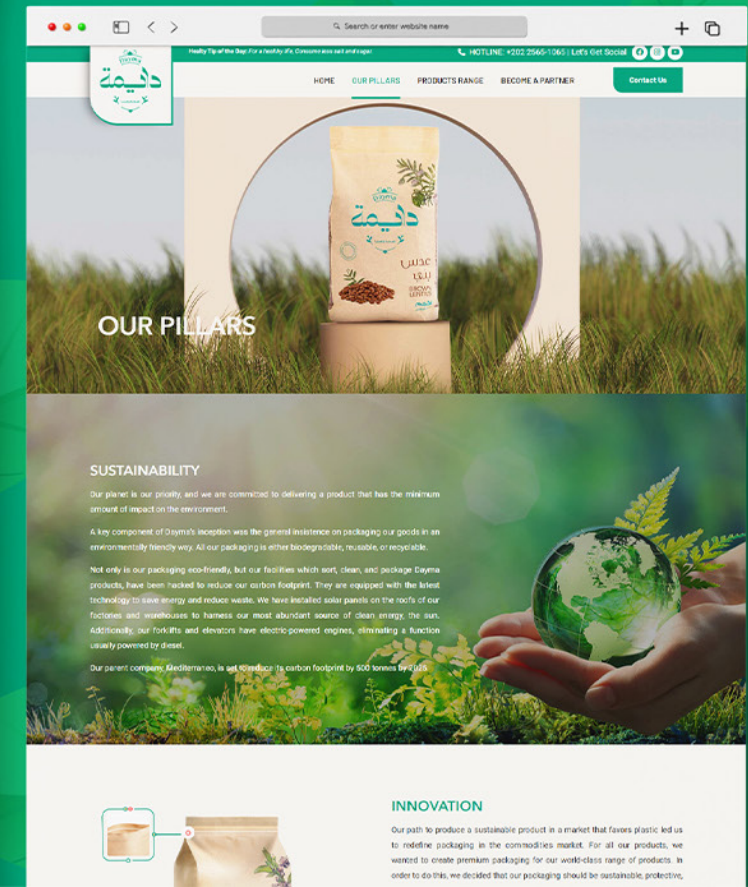 Search or enter website name
Healty Tip of the Day: For a healthy life, Consume less salt and sugar.
HOTLINE: +202 2565-1065 | Let's Get Social
Dayma
دايمة
HOME
OUR PILLARS
PRODUCTS RANGE
BECOME A PARTNER
Contact Us
دايمة
عدس
بني
BROWN
LENTILS
OUR PILLARS
SUSTAINABILITY
Our planet is our priority, and we are committed to delivering a product that has the minimum
amount of impact on the environment.
A key component of Dayma's inception was the general insistence on packaging our goods in an
environmentally friendly way. All our packaging is either biodegradable, reusable, or recyclable.
Not only is our packaging eco-friendly, but our facilities which sort, clean, and package Dayma
products, have been hacked to reduce our carbon footprint. They are equipped with the latest
technology to save energy and reduce waste. We have installed solar panels on the roofs of our
factories and warehouses to harness our most abundant source of clean energy, the sun.
Additionally, our forklifts and elevators have electric-powered engines, eliminating a function
usually powered by diesel.
Our parent company, Mediterraneo, is set to reduce its carbon footprint by 500 tonnes by 2025
INNOVATION
Our path to produce a sustainable product in a market that favors plastic led us
to redefine packaging in the commodities market. For all our products, we
wanted to create premium packaging for our world-class range of products. In
order to do this, we decided that our packaging should be sustainable, protective,